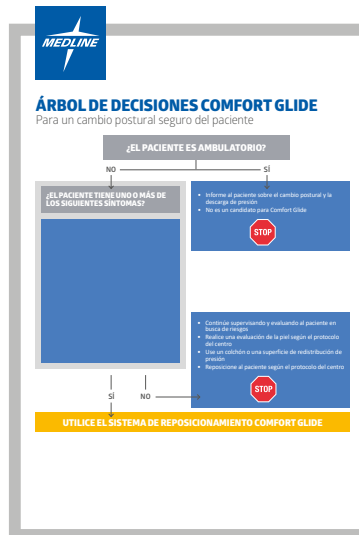 MEDLINE
ÁRBOL DE DECISIONES COMFORT GLIDE
Para un cambio postural seguro del paciente
¿EL PACIENTE ES AMBULATORIO?
NO
SÍ
¿EL PACIENTE TIENE UNO O MÁS DE
LOS SIGUIENTES SÍNTOMAS?
• Informe al paciente sobre el cambio postural y la
descarga de presión
• No es un candidato para Comfort Glide
STOP
• Continúe supervisando y evaluando al paciente en
busca de riesgos
• Realice una evaluación de la piel según el protocolo
del centro
• Use un colchón o una superficie de redistribución de
presión
• Reposicione al paciente según el protocolo del centro
STOP
SÍ
NO
UTILICE EL SISTEMA DE REPOSICIONAMIENTO COMFORT GLIDE